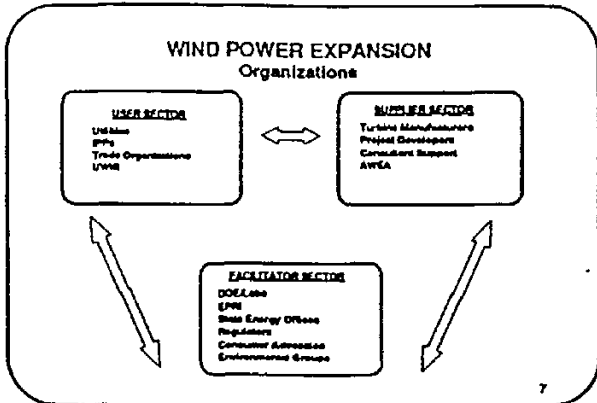 WIND POWER EXPANSION
Organizations
USER SECTOR
Utilities
IPPs
Trade Organizations
UWIG
SUPPLIER SECTOR
Turbine Manufacturers
Project Developers
Consultant Support
AWEA
FACILITATOR SECTOR
DOE/Labs
EPRI
State Energy Offices
Regulators
Consumer Advocates
Environmental Groups
7